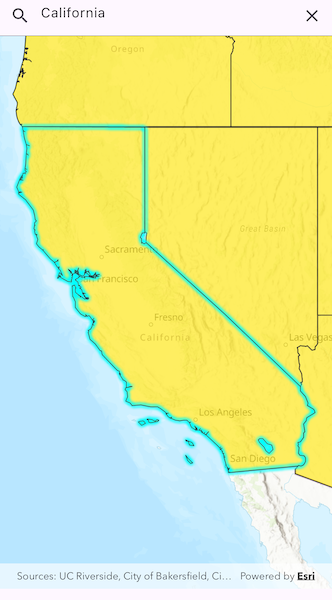 California
Oregon
Great Basin
Sacramento
San Francisco
Fresno
California
Las Vegas
Los Angeles
San Diego
Sources: UC Riverside, City of Bakersfield, Ci... Powered by Esri